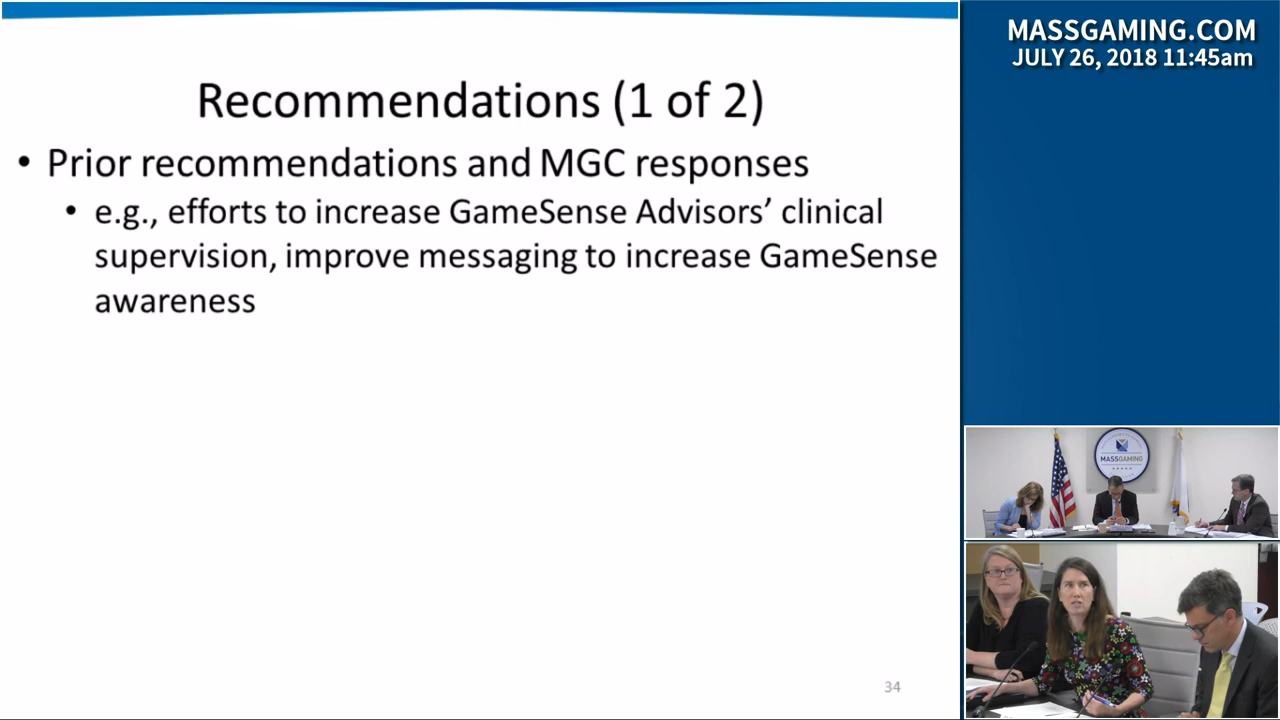 Recommendations (1 of 2)
• Prior recommendations and MGC responses
• e.g., efforts to increase GameSense Advisors’ clinical
supervision, improve messaging to increase GameSense
awareness
34
MASSGAMING.COM
JULY 26, 2018 11:45am
MASSGAMING